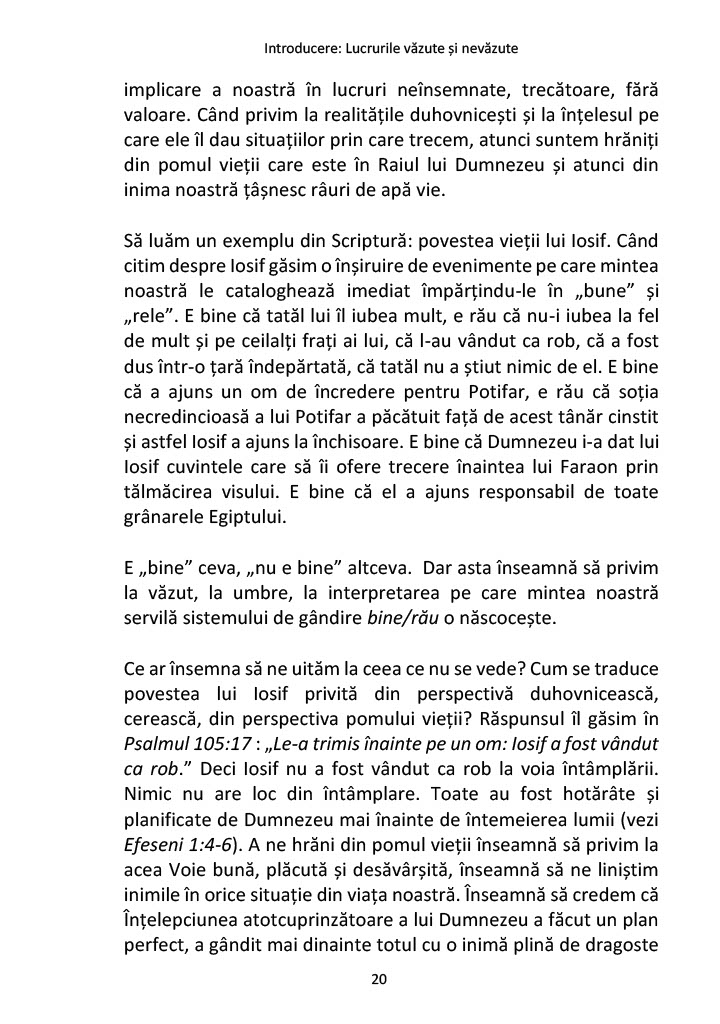 Introducere: Lucrurile văzute și nevăzute
implicare a noastră în lucruri neînsemnate, trecătoare, fără
valoare. Când privim la realitățile duhovnicești și la înțelesul pe
care ele îl dau situațiilor prin care trecem, atunci suntem hrăniți
din pomul vieții care este în Raiul lui Dumnezeu și atunci din
inima noastră țâșnesc râuri de apă vie.
Să luăm un exemplu din Scriptură: povestea vieții lui Iosif. Când
citim despre Iosif găsim o înșiruire de evenimente pe care mintea
noastră le cataloghează imediat împărțindu-le în „bune” și
„rele”. E bine că tatăl lui îl iubea mult, e rău că nu-i iubea la fel
de mult și pe ceilalți frați ai lui, că l-au vândut ca rob, că a fost
dus într-o țară îndepărtată, că tatăl nu a știut nimic de el. E bine
că a ajuns un om de încredere pentru Potifar, e rău că soția
necredincioasă a lui Potifar a păcătuit față de acest tânăr cinstit
și astfel Iosif a ajuns la închisoare. E bine că Dumnezeu i-a dat lui
Iosif cuvintele care să îi ofere trecere înaintea lui Faraon prin
tălmăcirea visului. E bine că el a ajuns responsabil de toate
grânarele Egiptului.
E „bine” ceva, „nu e bine” altceva.  Dar asta înseamnă să privim
la văzut, la umbre, la interpretarea pe care mintea noastră
servilă sistemului de gândire bine/rău o născocește.
Ce ar însemna să ne uităm la ceea ce nu se vede? Cum se traduce
povestea lui Iosif privită din perspectivă duhovnicească,
cerească, din perspectiva pomului vieții? Răspunsul îl găsim în
Psalmul 105:17 : „Le-a trimis înainte pe un om: Iosif a fost vândut
ca rob.” Deci Iosif nu a fost vândut ca rob la voia întâmplării.
Nimic nu are loc din întâmplare. Toate au fost hotărâte și
planificate de Dumnezeu mai înainte de întemeierea lumii (vezi
Efeseni 1:4-6). A ne hrăni din pomul vieții înseamnă să privim la
acea Voie bună, plăcută și desăvârșită, înseamnă să ne liniștim
inimile în orice situație din viața noastră. Înseamnă să credem că
Înțelepciunea atotcuprinzătoare a lui Dumnezeu a făcut un plan
perfect, a gândit mai dinainte totul cu o inimă plină de dragoste
20